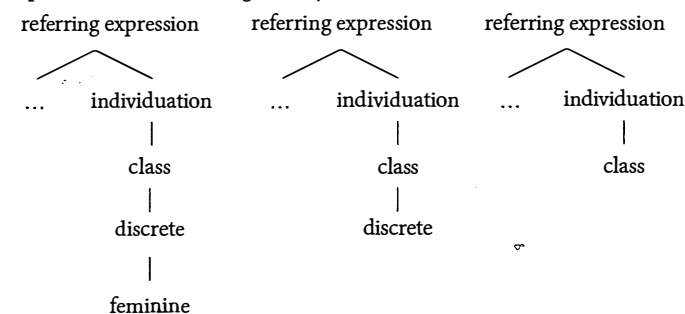 referring expression referring expression referring expression
... individuation ... individuation ... individuation
class class class
discrete discrete
feminine